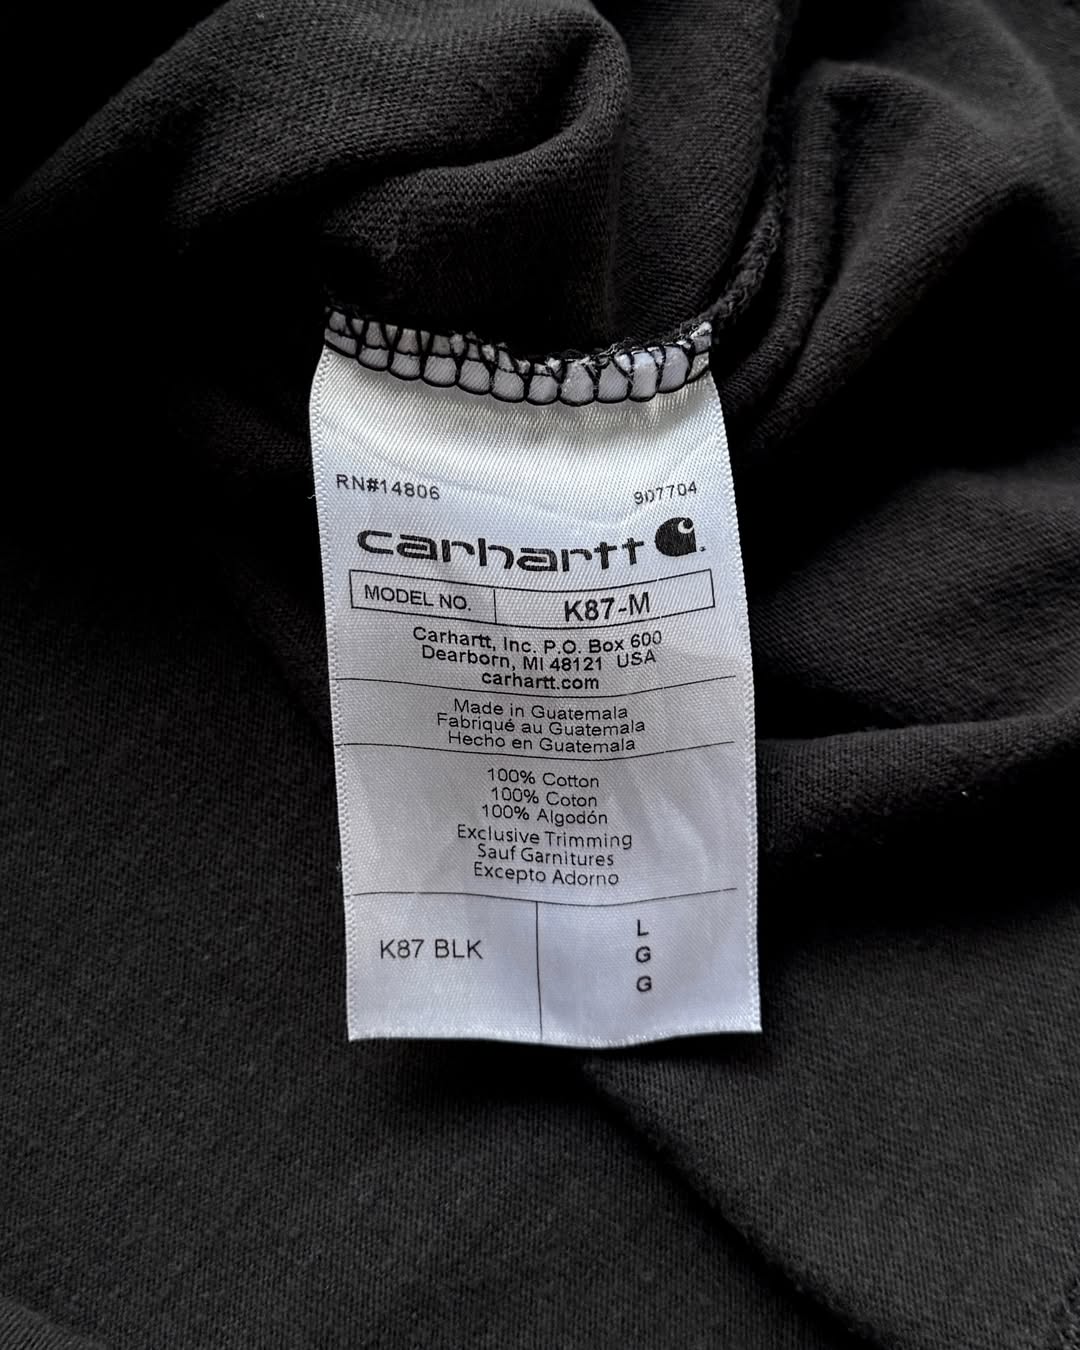 RN#14806 907704
carhartt
MODEL NO. K87-M
Carhartt, Inc. P.O. Box 600
Dearborn, MI 48121 USA
carhartt.com
Made in Guatemala
Fabriqué au Guatemala
Hecho en Guatemala
100% Cotton
100% Coton
100% Algodón
Exclusive Trimming
Sauf Garnitures
Excepto Adorno
K87 BLK
L
G
G